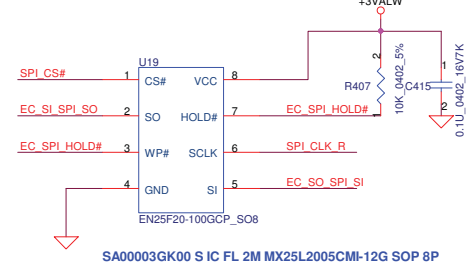 +3VALW
U19
SPI_CS#
1
CS#
VCC
8
EC_SI_SPI_SO
2
SO
HOLD#
7
EC_SPI_HOLD#
EC_SPI_HOLD#
3
WP#
SCLK
6
SPI_CLK_R
4
GND
SI
5
EC_SO_SPI_SI
EN25F20-100GCP_SO8
2
R407
10K_0402_5%
1
1
C415
2
0.1U_0402_16V7K
SA00003GK00 S IC FL 2M MX25L2005CMI-12G SOP 8P